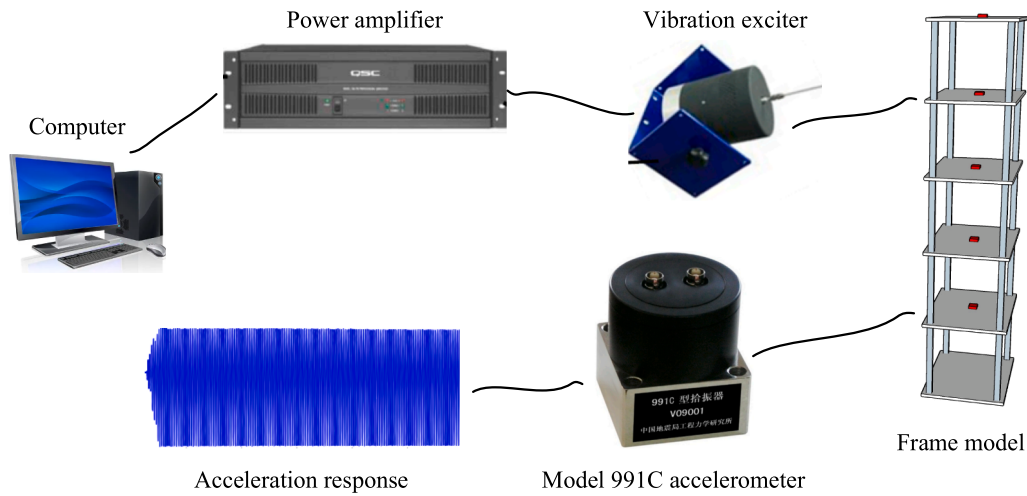 Power amplifier
Vibration exciter
QSC
Computer
991C 型拾振器
V09001
中国地震局工程力学研究所
Frame model
Acceleration response
Model 991C accelerometer